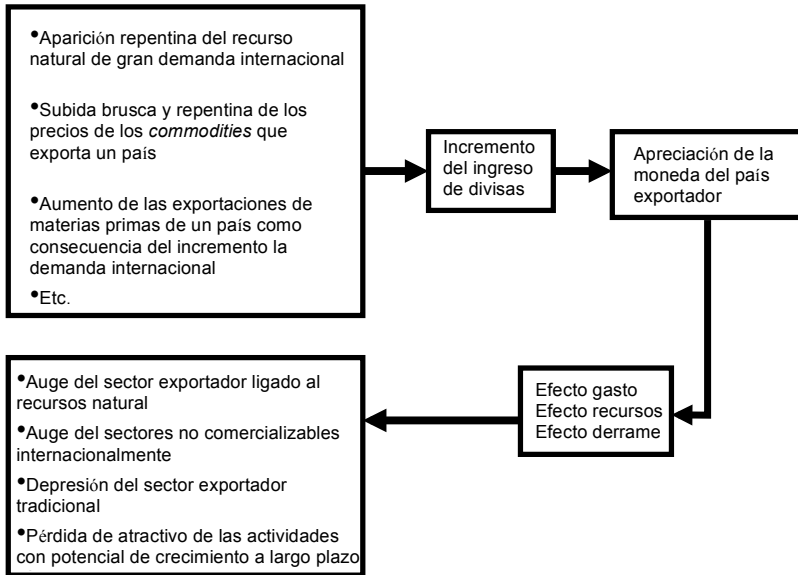 •Aparición repentina del recurso
natural de gran demanda internacional
•Subida brusca y repentina de los
precios de los commodities que
exporta un país
•Aumento de las exportaciones de
materias primas de un país como
consecuencia del incremento la
demanda internacional
•Etc.
Incremento
del ingreso
de divisas
Apreciación de la
moneda del país
exportador
Efecto gasto
Efecto recursos
Efecto derrame
•Auge del sector exportador ligado al
recursos natural
•Auge del sectores no comercializables
internacionalmente
•Depresión del sector exportador
tradicional
•Pérdida de atractivo de las actividades
con potencial de crecimiento a largo plazo